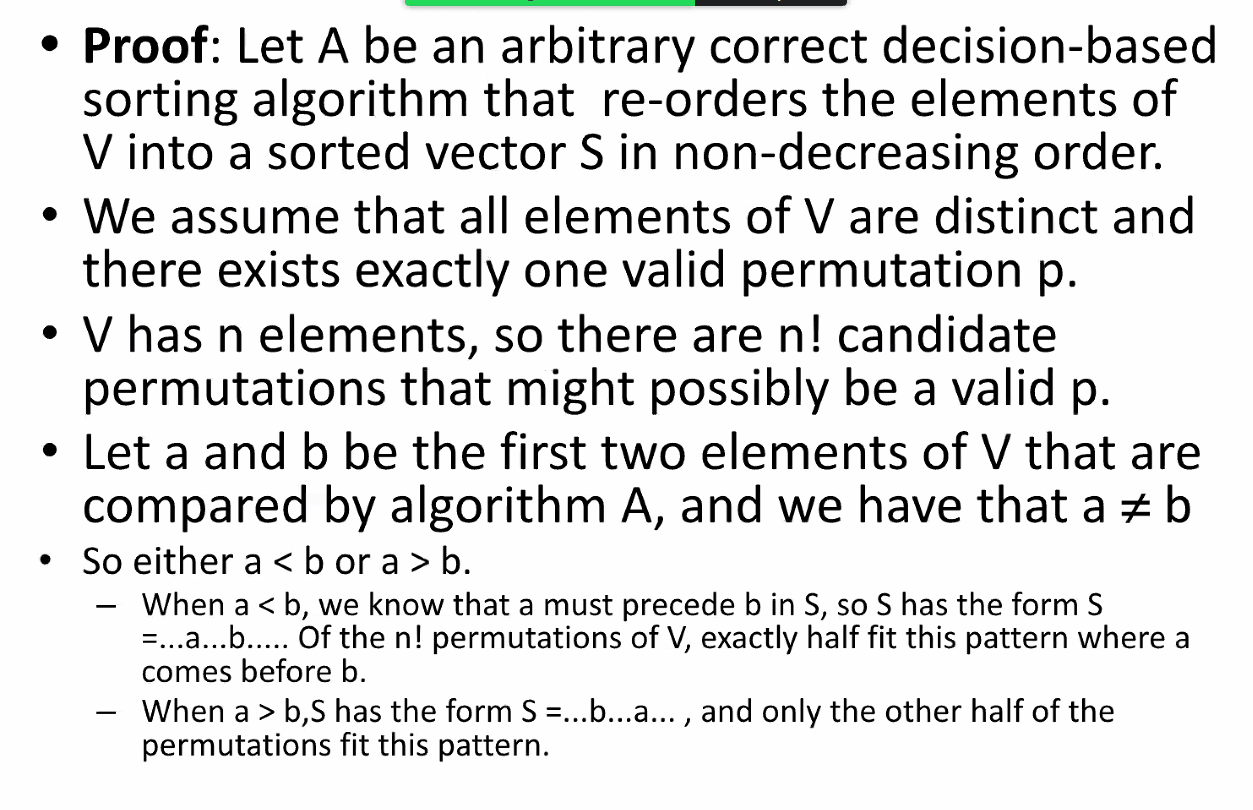 • Proof: Let A be an arbitrary correct decision-based
sorting algorithm that  re-orders the elements of
V into a sorted vector S in non-decreasing order.
• We assume that all elements of V are distinct and
there exists exactly one valid permutation p.
• V has n elements, so there are n! candidate
permutations that might possibly be a valid p.
• Let a and b be the first two elements of V that are
compared by algorithm A, and we have that a ≠ b
• So either a < b or a > b.
– When a < b, we know that a must precede b in S, so S has the form S
=...a...b..... Of the n! permutations of V, exactly half fit this pattern where a
comes before b.
– When a > b,S has the form S =...b...a... , and only the other half of the
permutations fit this pattern.